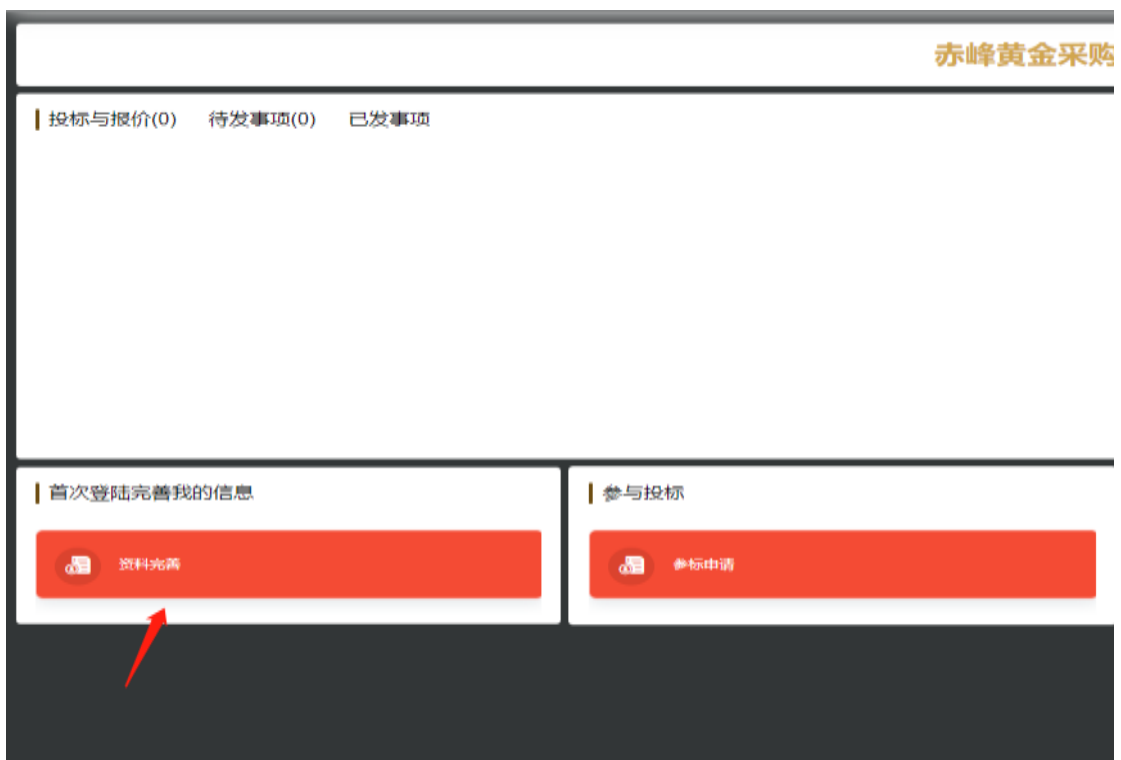 赤峰黄金采购
投标与报价(0) 待发事项(0) 已发事项
首次登陆完善我的信息
参与投标
资料完善
参标申请